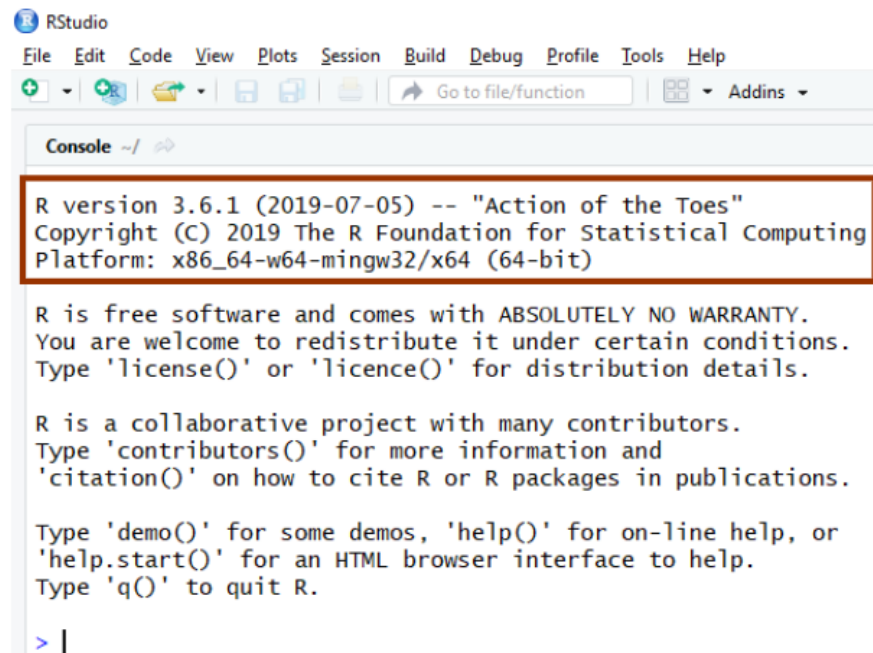 RStudio
File Edit Code View Plots Session Build Debug Profile Tools Help
Go to file/function Addins
Console ~/
R version 3.6.1 (2019-07-05) -- "Action of the Toes"
Copyright (C) 2019 The R Foundation for Statistical Computing
Platform: x86_64-w64-mingw32/x64 (64-bit)
R is free software and comes with ABSOLUTELY NO WARRANTY.
You are welcome to redistribute it under certain conditions.
Type 'license()' or 'licence()' for distribution details.
R is a collaborative project with many contributors.
Type 'contributors()' for more information and
'citation()' on how to cite R or R packages in publications.
Type 'demo()' for some demos, 'help()' for on-line help, or
'help.start()' for an HTML browser interface to help.
Type 'q()' to quit R.
>